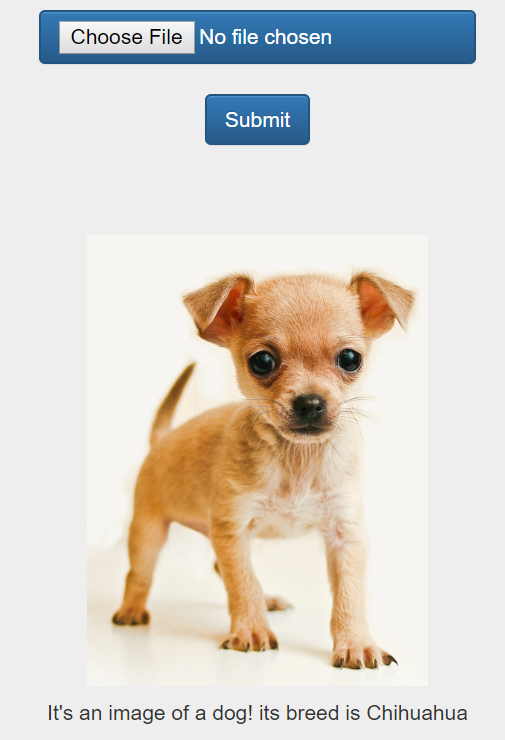 Choose File No file chosen
Submit
It's an image of a dog! its breed is Chihuahua